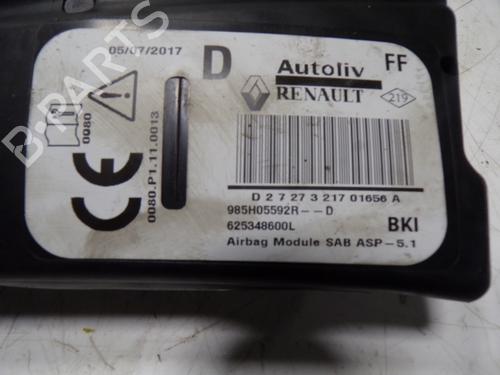 05/07/2017
D
Autoliv
FF
RENAULT
219
0080
0080.P1.11.0013
CE
D 2 7 27 3 217 01656 A
985H05592R--D
625348600L
BKI
Airbag Module SAB ASP-5.1
B-PARTS